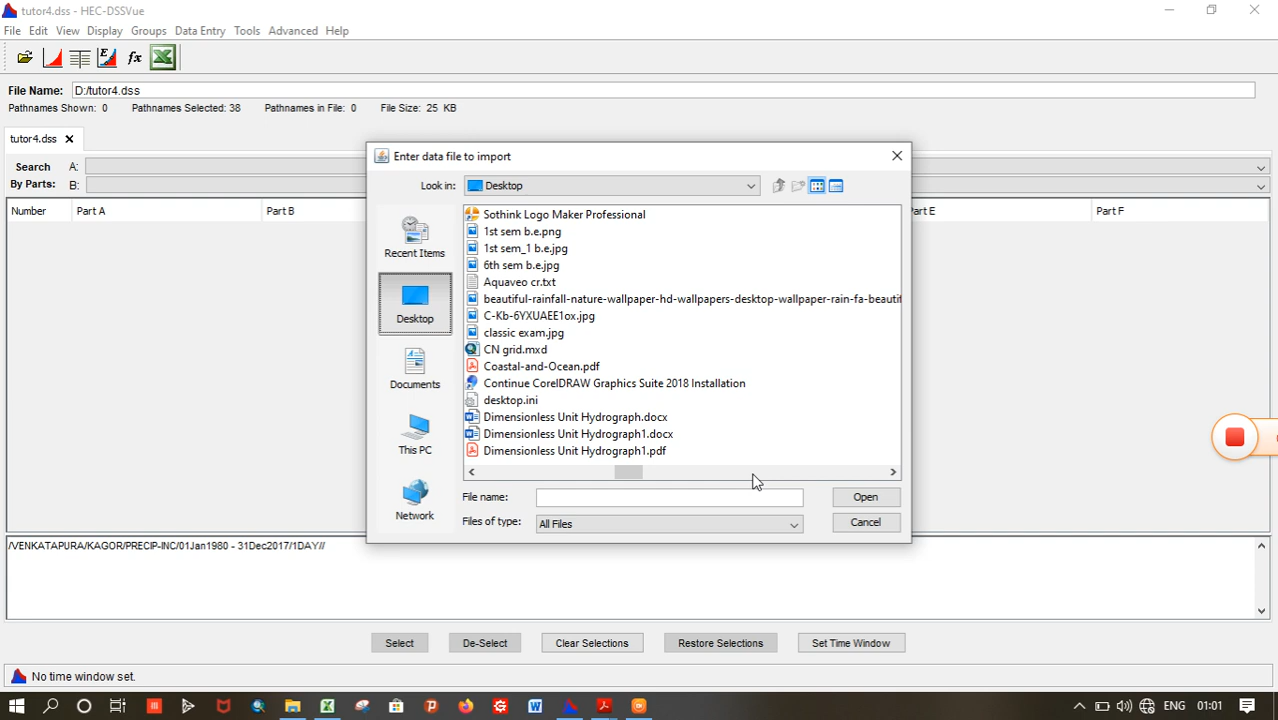 tutor4.dss - HEC-DSSVue
File Edit View Display Groups Data Entry Tools Advanced Help
File Name: D:/tutor4.dss
Pathnames Shown: 0 Pathnames Selected: 38 Pathnames in File: 0 File Size: 25 KB
tutor4.dss
Search A:
By Parts: B:
Number Part A Part B Part E Part F
Enter data file to import
Look in: Desktop
Recent Items
Desktop
Documents
This PC
Network
Sothink Logo Maker Professional
1st sem b.e.png
1st sem_1 b.e.jpg
6th sem b.e.jpg
Aquaveo cr.txt
beautiful-rainfall-nature-wallpaper-hd-wallpapers-desktop-wallpaper-rain-fa-beautif
C-Kb-6YXUAEE1ox.jpg
classic exam.jpg
CN grid.mxd
Coastal-and-Ocean.pdf
Continue CorelDRAW Graphics Suite 2018 Installation
desktop.ini
Dimensionless Unit Hydrograph.docx
Dimensionless Unit Hydrograph1.docx
Dimensionless Unit Hydrograph1.pdf
File name: Open
Files of type: All Files Cancel
/VENKATAPURA/KAGOR/PRECIP-INC/01Jan1980 - 31Dec2017/1DAY//
Select De-Select Clear Selections Restore Selections Set Time Window
No time window set.
ENG 01:01